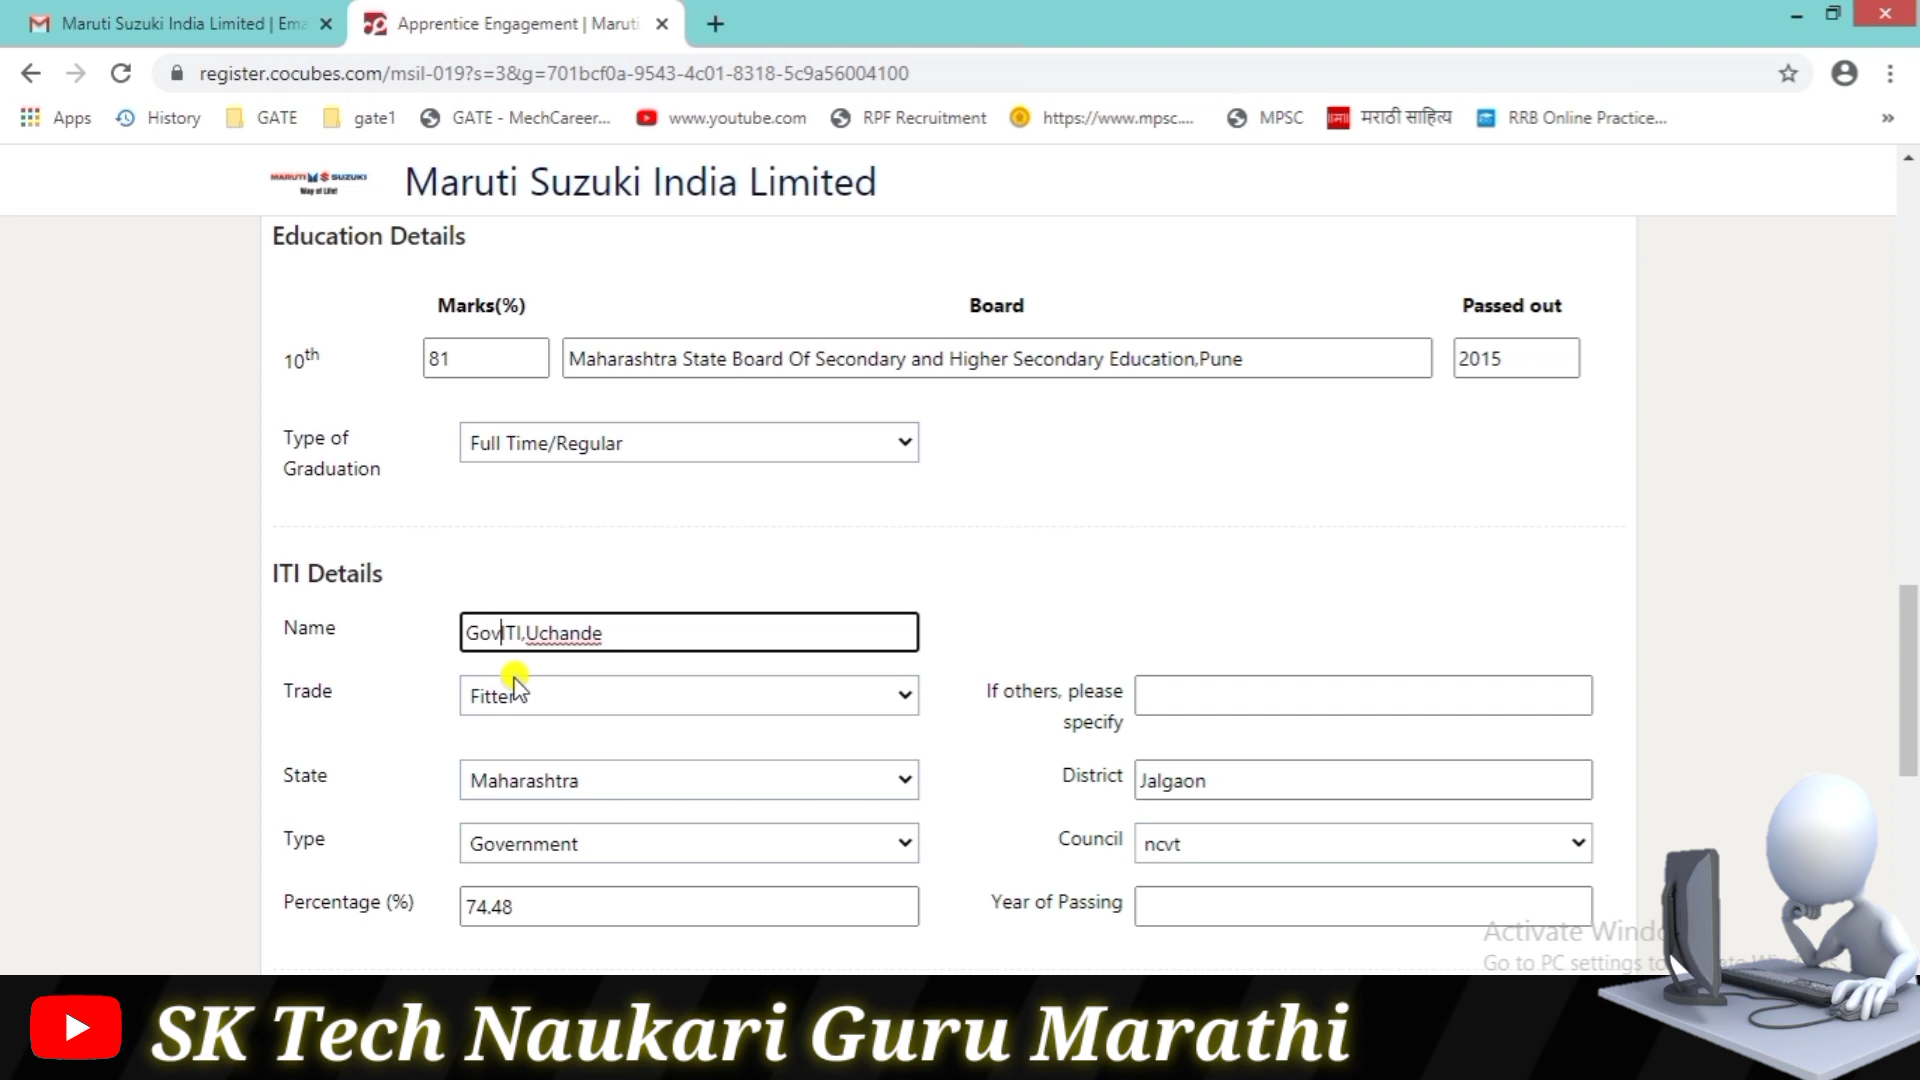 Maruti Suzuki India Limited | Ema
Apprentice Engagement | Maruti
register.cocubes.com/msil-019?s=3&g=701bcf0a-9543-4c01-8318-5c9a56004100
Apps History GATE gate1 GATE - MechCareer... www.youtube.com RPF Recruitment https://www.mpsc.... MPSC मराठी साहित्य RRB Online Practice... »
MARUTI SUZUKI
Way of Life!
Maruti Suzuki India Limited
Education Details
Marks(%) Board Passed out
10th 81 Maharashtra State Board Of Secondary and Higher Secondary Education,Pune 2015
Type of
Graduation
Full Time/Regular
ITI Details
Name GovITI,Uchande
Trade Fitter
If others, please
specify
State Maharashtra District Jalgaon
Type Government Council ncvt
Percentage (%) 74.48 Year of Passing
Activate Windo
Go to PC settings to
SK Tech Naukari Guru Marathi